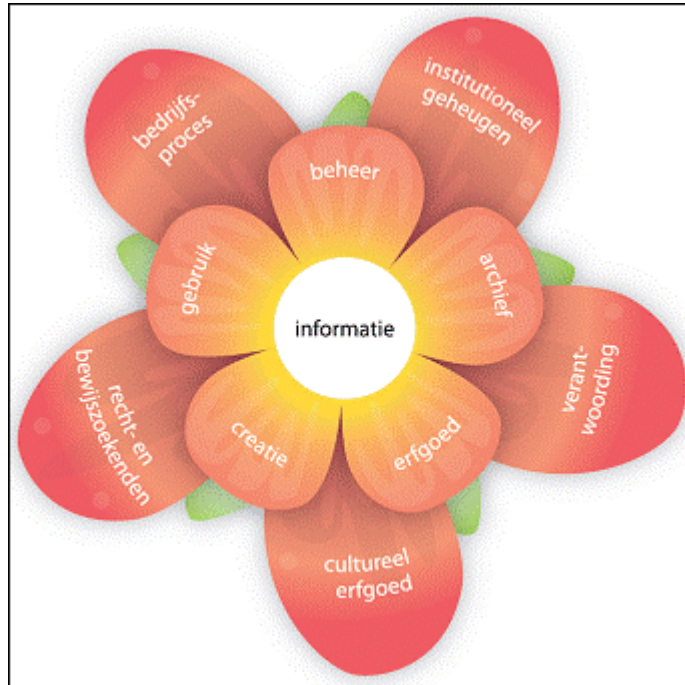 bedrijfs-
proces
institutioneel
geheugen
beheer
gebruik
archief
informatie
verant-
woording
recht- en
bewijszoekenden
creatie
erfgoed
cultureel
erfgoed